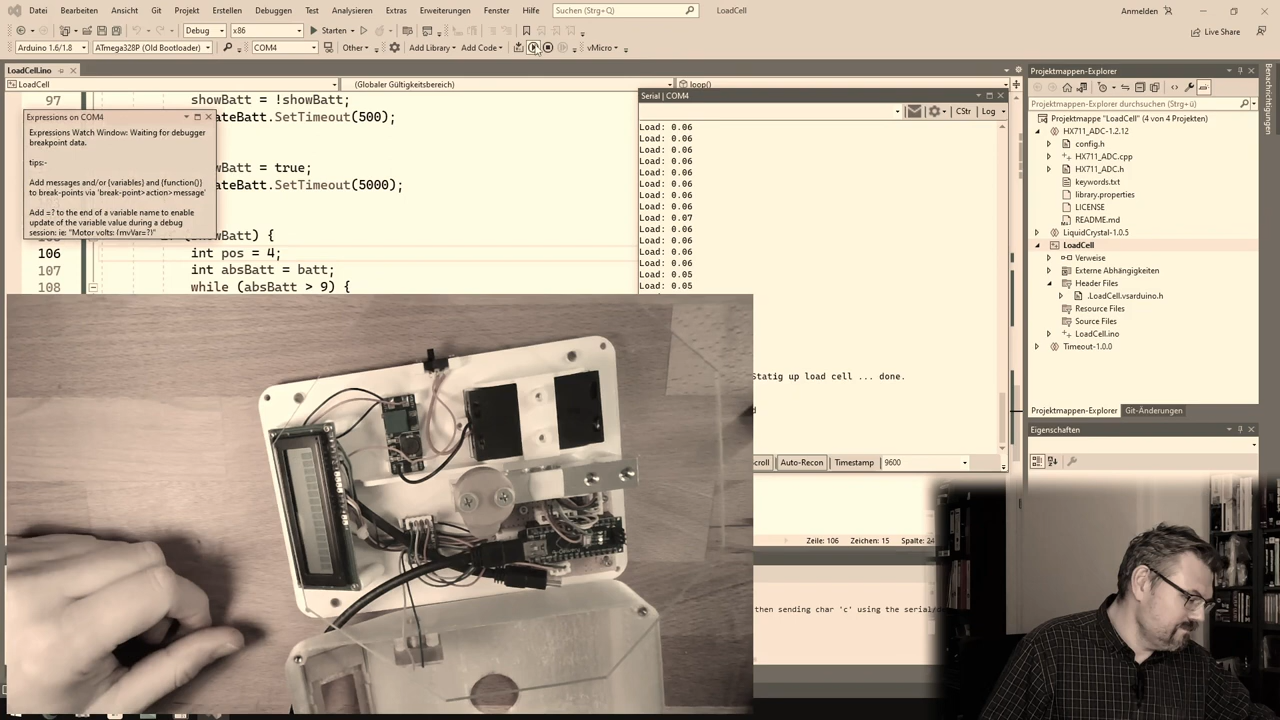 Datei Bearbeiten Ansicht Git Projekt Erstellen Debuggen Test Analysieren Extras Erweiterungen Fenster Hilfe Suchen (Strg+Q) LoadCell Anmelden
Debug x86 Starten Live Share
Arduino 1.6/1.8 ATmega328P (Old Bootloader) COM4 Other Add Library Add Code vMicro
LoadCell.ino
LoadCell (Globaler Gültigkeitsbereich) loop()
97 showBatt = !showBatt;
ateBatt.SetTimeout(500);
wBatt = true;
ateBatt.SetTimeout(5000);
wBatt) {
106 int pos = 4;
107 int absBatt = batt;
108 while (absBatt > 9) {
Expressions on COM4
Expressions Watch Window: Waiting for debugger
breakpoint data.
tips:-
Add messages and/or {variables} and {function()}
to break-points via 'break-point>action>message'
Add =? to the end of a variable name to enable
update of the variable value during a debug
session: ie: "Motor volts: {mvVar=?}"
Serial | COM4
CStr Log
Load: 0.06
Load: 0.06
Load: 0.06
Load: 0.06
Load: 0.06
Load: 0.06
Load: 0.06
Load: 0.06
Load: 0.07
Load: 0.06
Load: 0.06
Load: 0.06
Load: 0.06
Load: 0.05
Load: 0.05
Statig up load cell ... done.
d
croll Auto-Recon Timestamp 9600
Zeile: 106 Zeichen: 15 Spalte: 24
then sending char 'c' using the serial/de
Projektmappen-Explorer
Projektmappen-Explorer durchsuchen (Strg+ü)
Projektmappe "LoadCell" (4 von 4 Projekten)
HX711_ADC-1.2.12
config.h
HX711_ADC.cpp
HX711_ADC.h
keywords.txt
library.properties
LICENSE
README.md
LiquidCrystal-1.0.5
LoadCell
Verweise
Externe Abhängigkeiten
Header Files
.LoadCell.vsarduino.h
Resource Files
Source Files
LoadCell.ino
Timeout-1.0.0
Projektmappen-Explorer Git-Änderungen
Eigenschaften
Benachrichtigungen